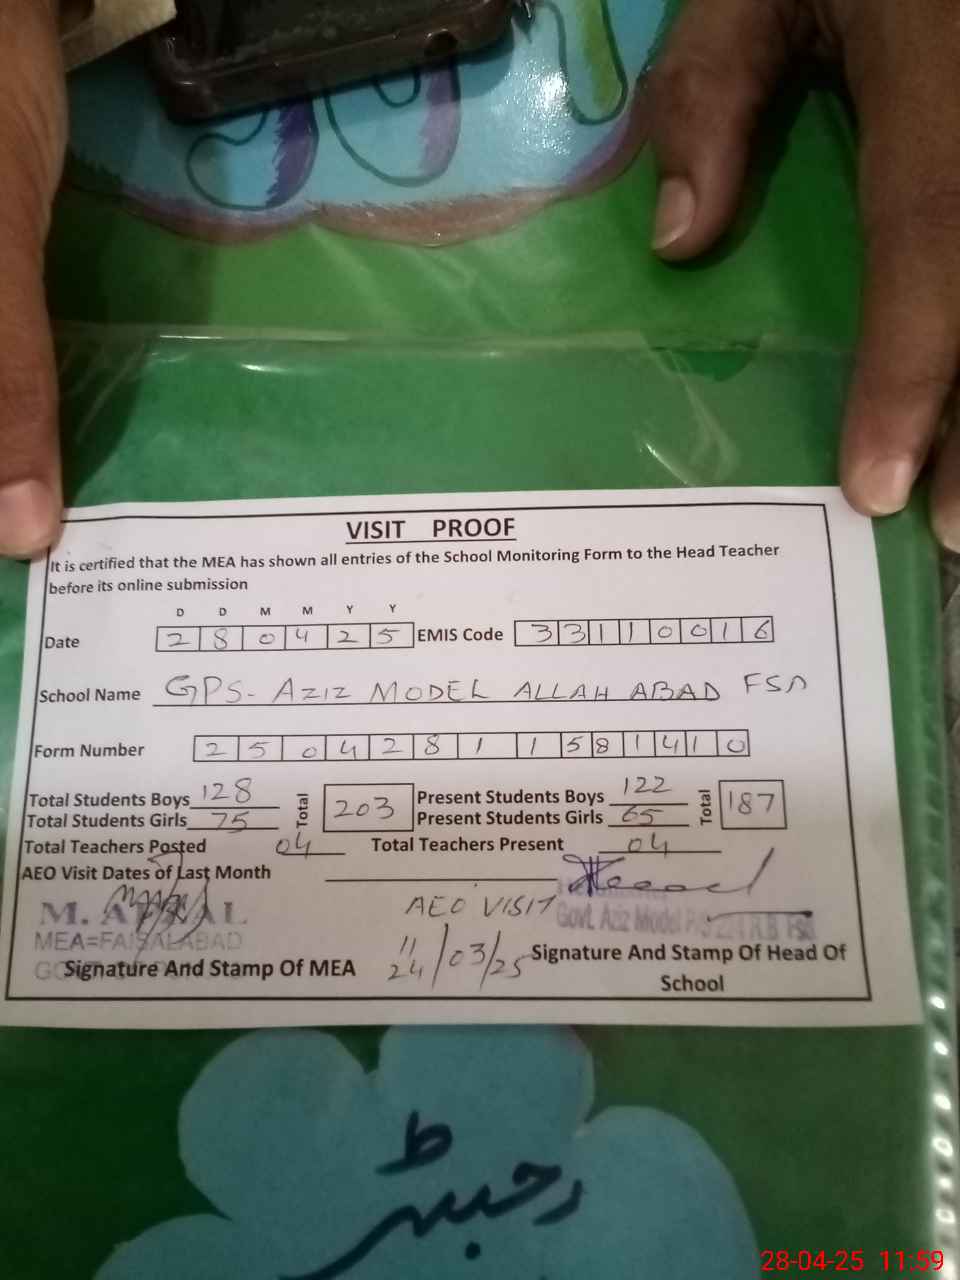 VISIT PROOF
It is certified that the MEA has shown all entries of the School Monitoring Form to the Head Teacher
before its online submission
D D M M Y Y
Date 2 8 0 4 2 5 EMIS Code 3 3 1 1 0 0 1 6
School Name GPS- AZIZ MODEL ALLAH ABAD FSD
Form Number 2 5 0 4 2 8 1 1 5 8 1 4 1 0
Total Students Boys 128 Total 203 Present Students Boys 122 Total 187
Total Students Girls 75 Present Students Girls 65
Total Teachers Posted 04 Total Teachers Present 04
AEO Visit Dates of Last Month
M. AFZAL AEO VISIT Govt. Aziz Model
MEA=FAISALABAD
11
Signature And Stamp Of MEA 24/03/25 Signature And Stamp Of Head Of
School
رجسٹر
28-04-25 11:59